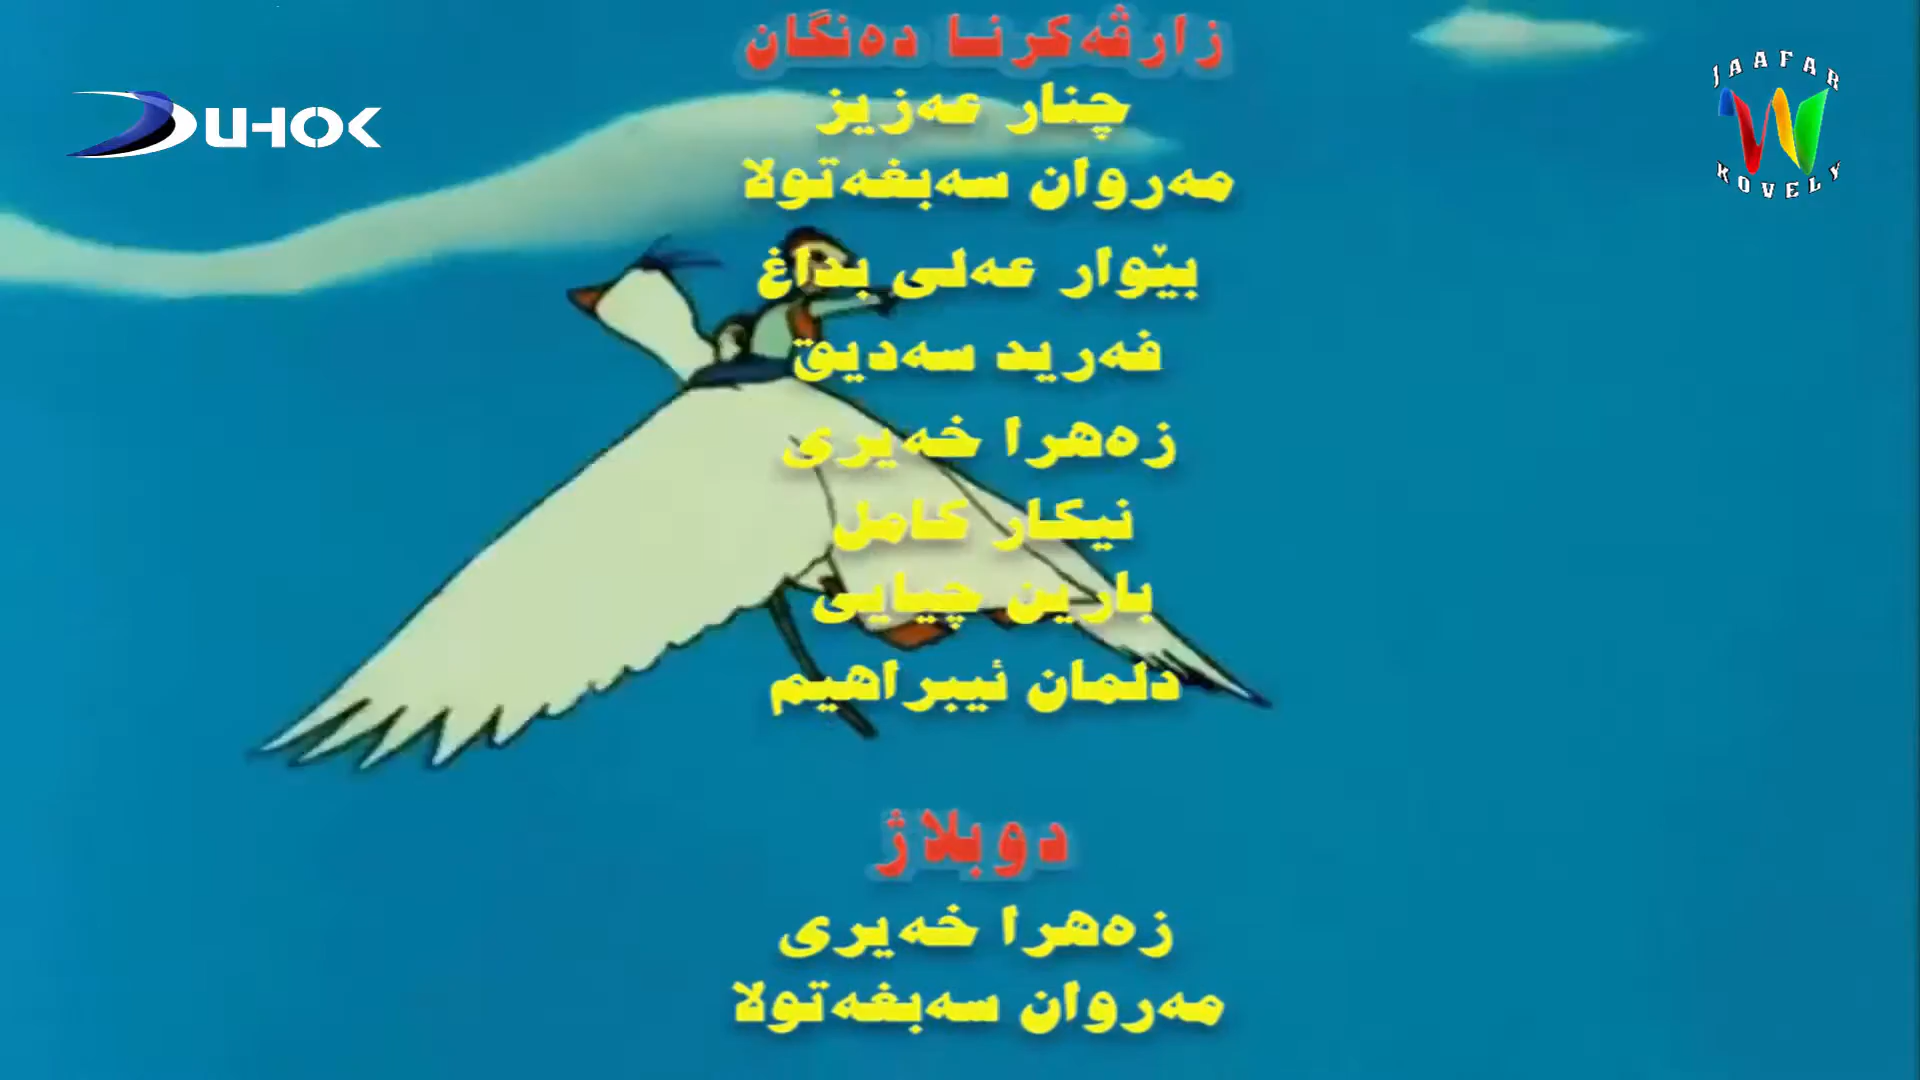 زارڤەکرنا دەنگان
DUHOK
JAAFAR
KOVELY
چنار عەزیز
مەروان سەبغەتولا
بێوار عەلی بداغ
فەرید سەدیق
زەهرا خەیری
نیکار کامل
بارین چیایی
دلمان ئیبراهیم
دوبلاژ
زەهرا خەیری
مەروان سەبغەتولا